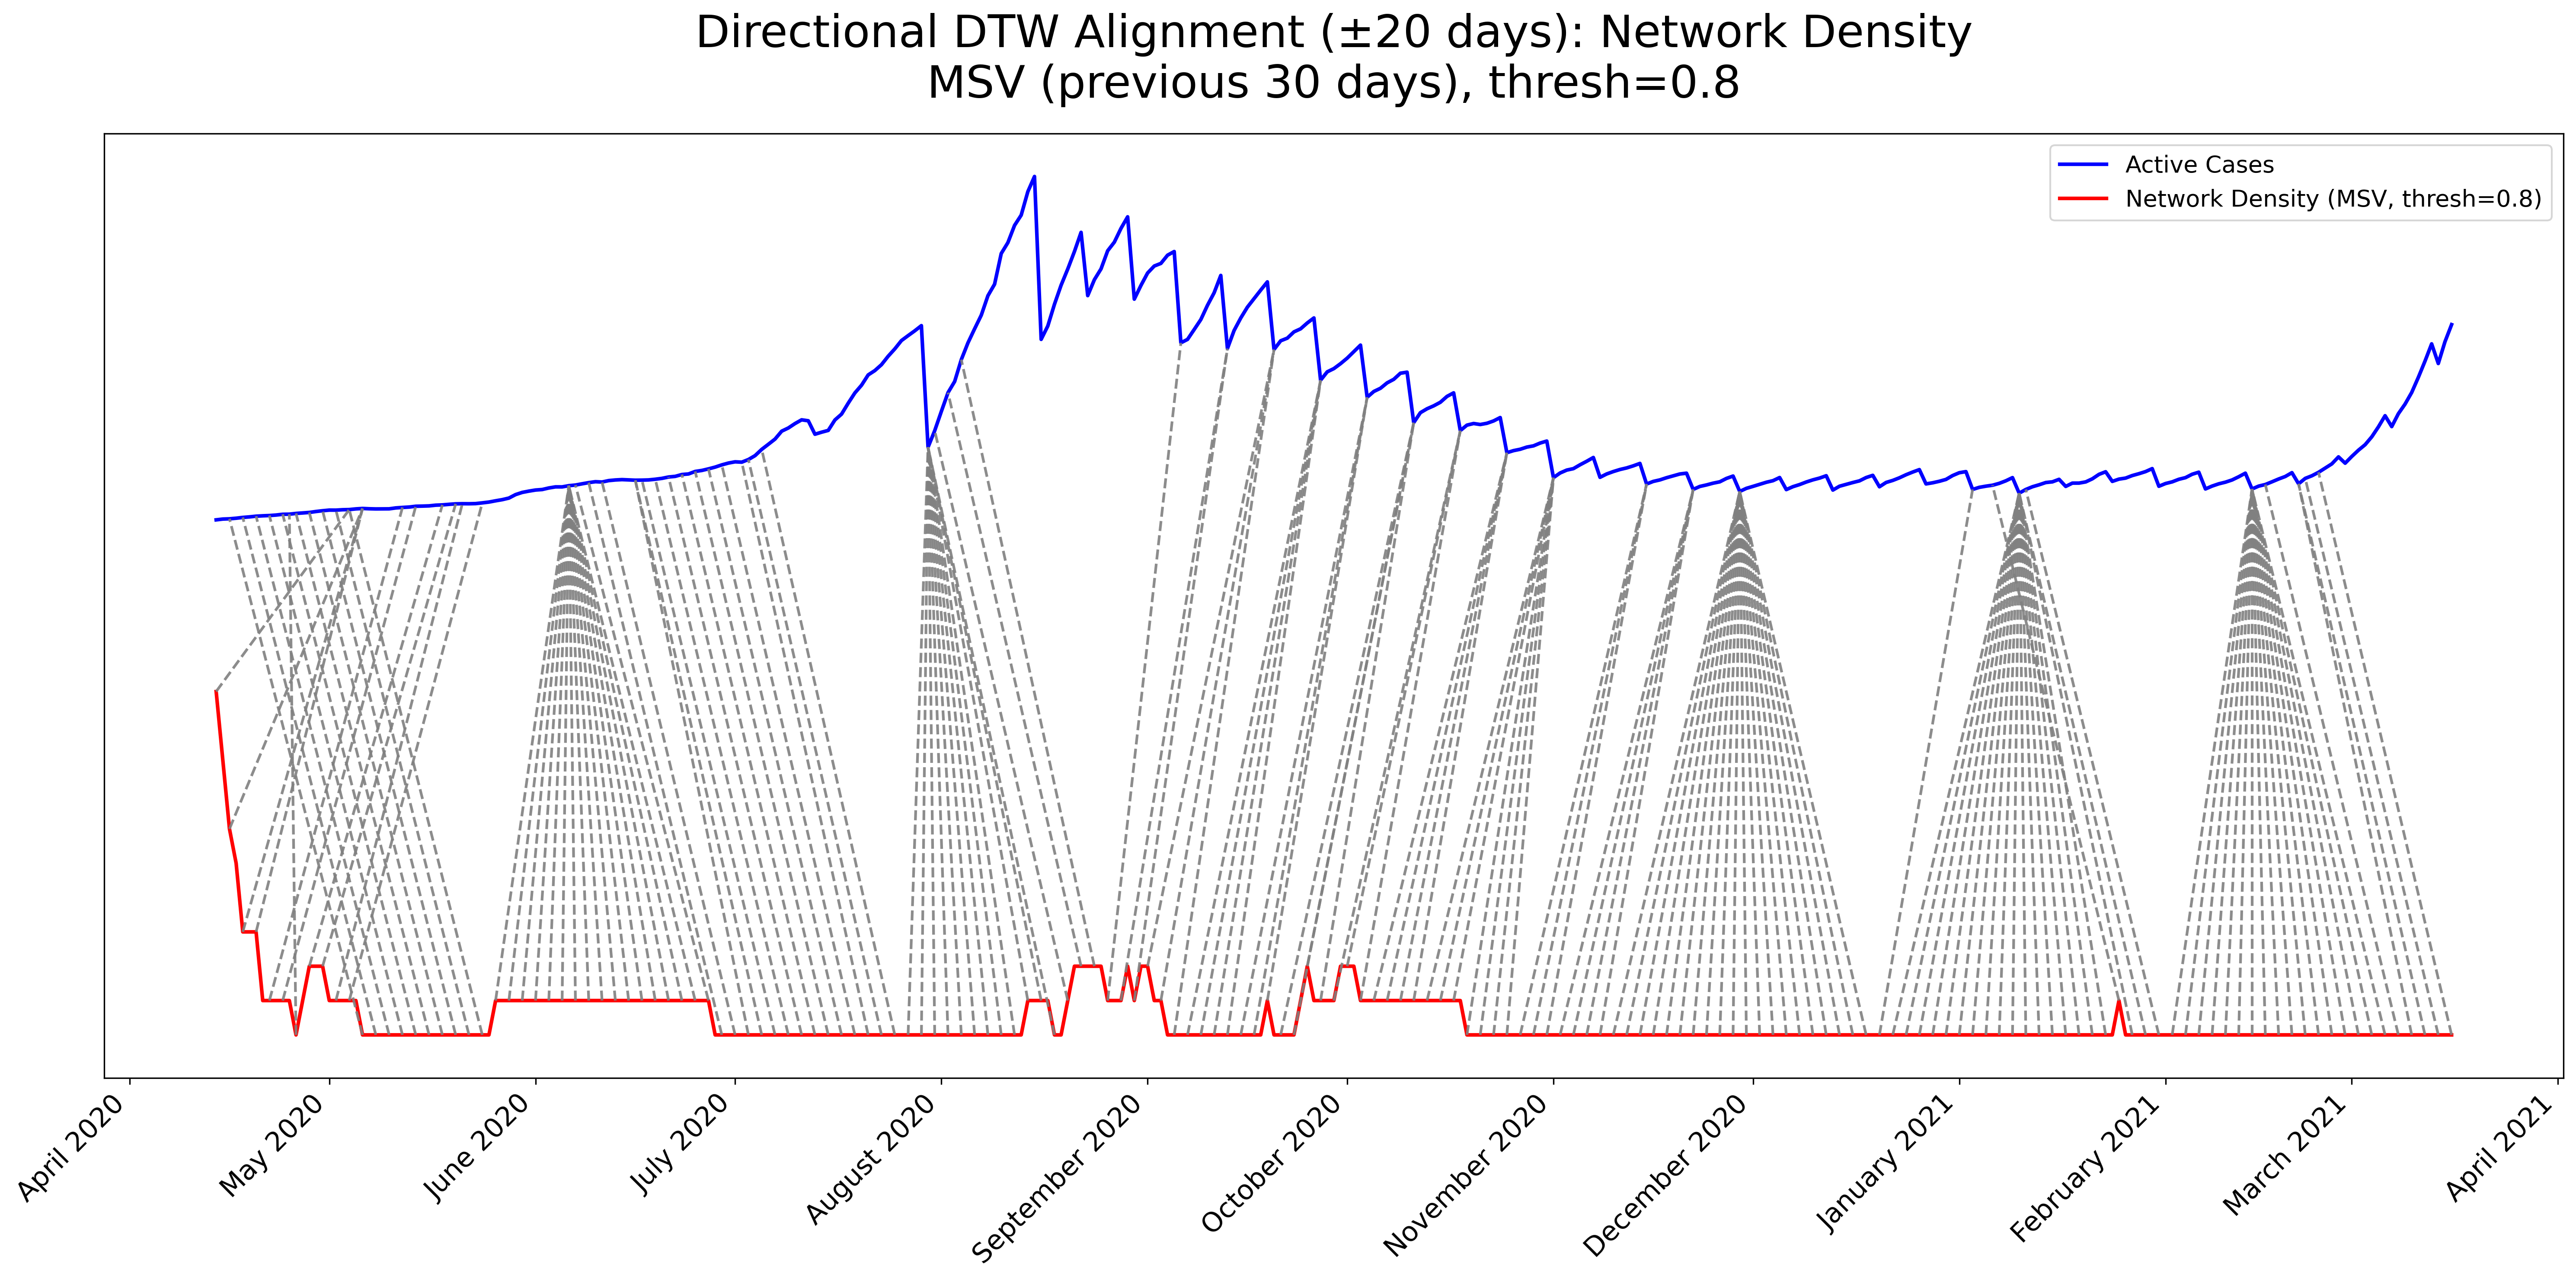 Directional DTW Alignment (±20 days): Network Density
MSV (previous 30 days), thresh=0.8
Active Cases
Network Density (MSV, thresh=0.8)
April 2020
May 2020
June 2020
July 2020
August 2020
September 2020
October 2020
November 2020
December 2020
January 2021
February 2021
March 2021
April 2021